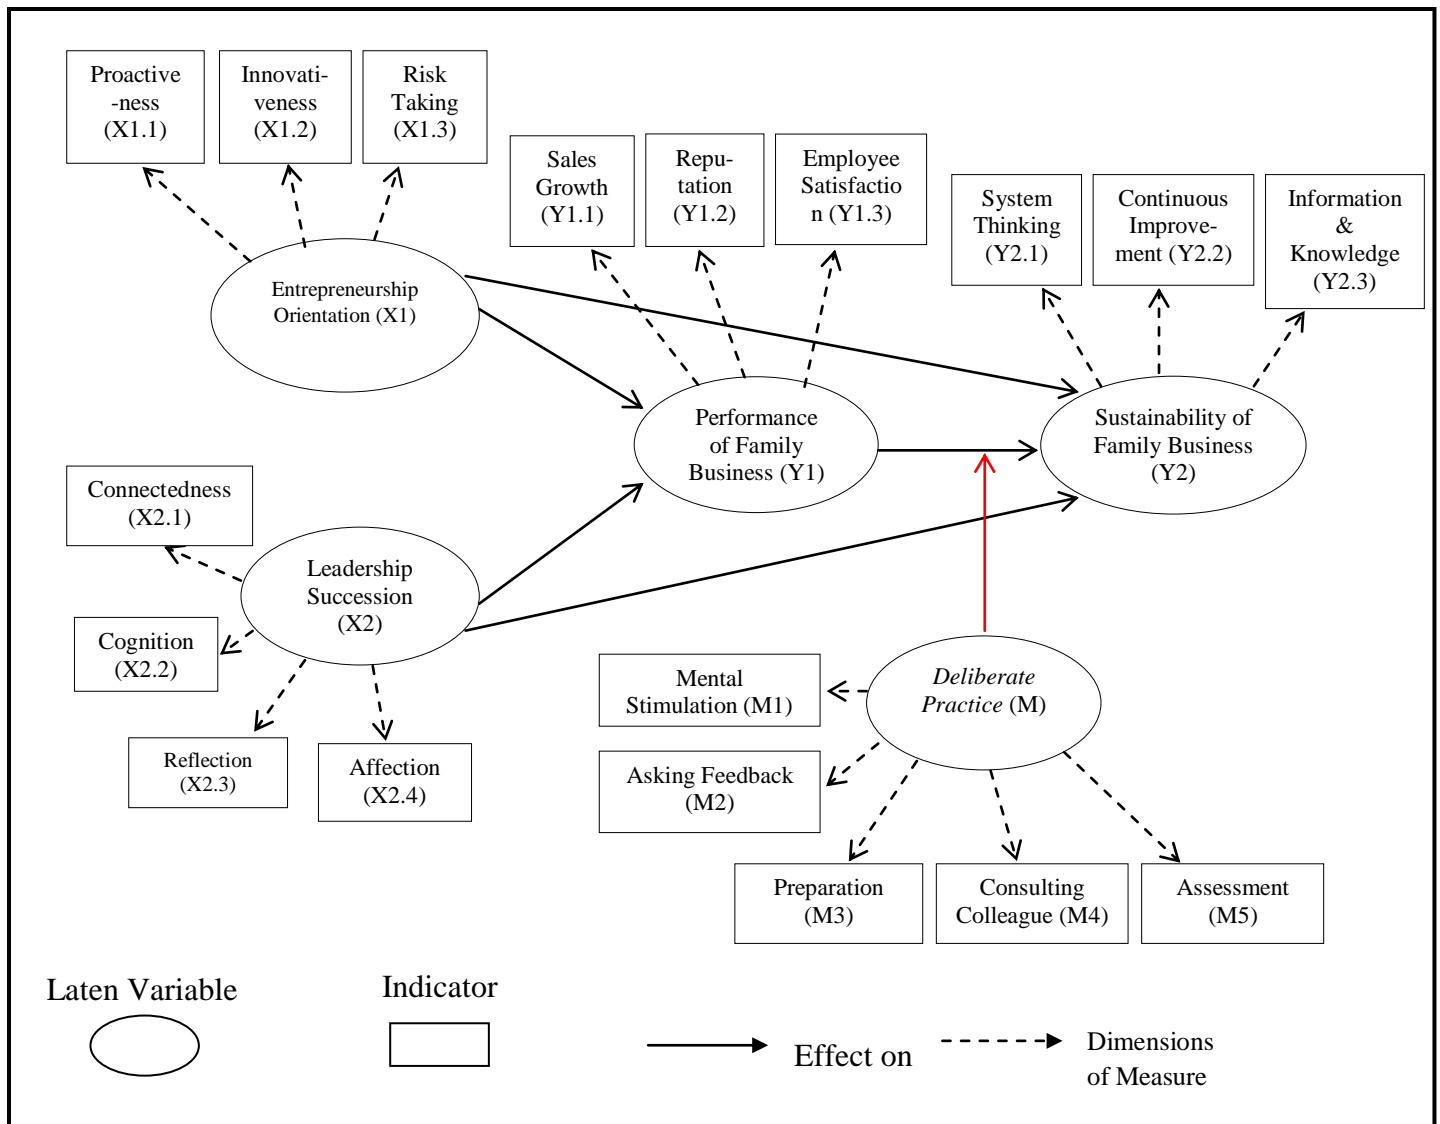 Proactive
-ness
(X1.1)
Innovati-
veness
(X1.2)
Risk
Taking
(X1.3)
Sales
Growth
(Y1.1)
Repu-
tation
(Y1.2)
Employee
Satisfactio
n (Y1.3)
System
Thinking
(Y2.1)
Continuous
Improve-
ment (Y2.2)
Information
&
Knowledge
(Y2.3)
Entrepreneurship
Orientation (X1)
Performance
of Family
Business (Y1)
Sustainability of
Family Business
(Y2)
Connectedness
(X2.1)
Leadership
Succession
(X2)
Cognition
(X2.2)
Reflection
(X2.3)
Affection
(X2.4)
Mental
Stimulation (M1)
Deliberate
Practice (M)
Asking Feedback
(M2)
Preparation
(M3)
Consulting
Colleague (M4)
Assessment
(M5)
Laten Variable
Indicator
Effect on
Dimensions
of Measure